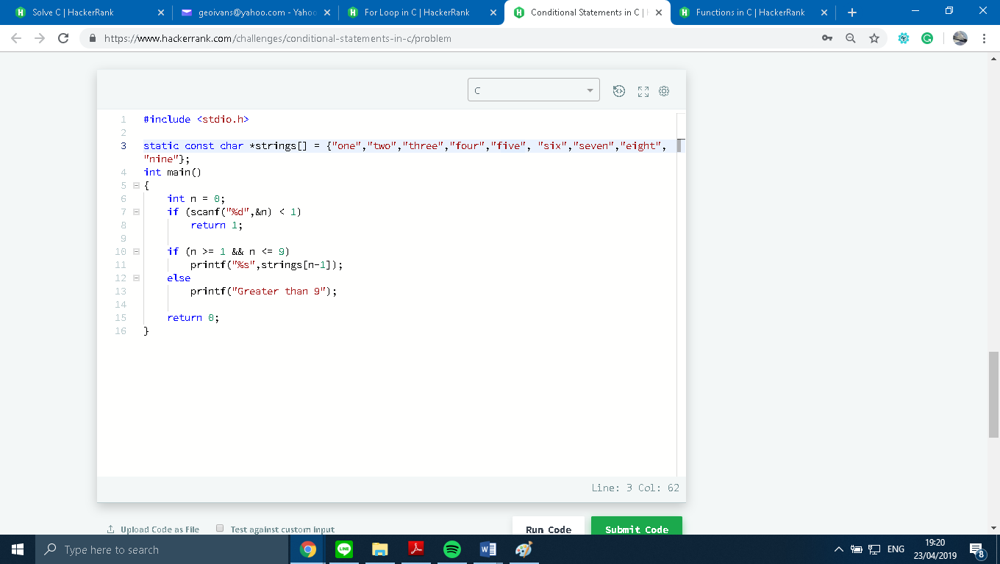 Solve C | HackerRank
geoivans@yahoo.com - Yahoo
For Loop in C | HackerRank
Conditional Statements in C |
Functions in C | HackerRank
https://www.hackerrank.com/challenges/conditional-statements-in-c/problem
C
1 #include <stdio.h>
2
3 static const char *strings[] = {"one","two","three","four","five", "six","seven","eight",
"nine"};
4 int main()
5 {
6 int n = 0;
7 if (scanf("%d",&n) < 1)
8 return 1;
9
10 if (n >= 1 && n <= 9)
11 printf("%s",strings[n-1]);
12 else
13 printf("Greater than 9");
14
15 return 0;
16 }
Line: 3 Col: 62
Upload Code as File
Test against custom input
Run Code
Submit Code
Type here to search
LINE
W
ENG
19:20
23/04/2019
8